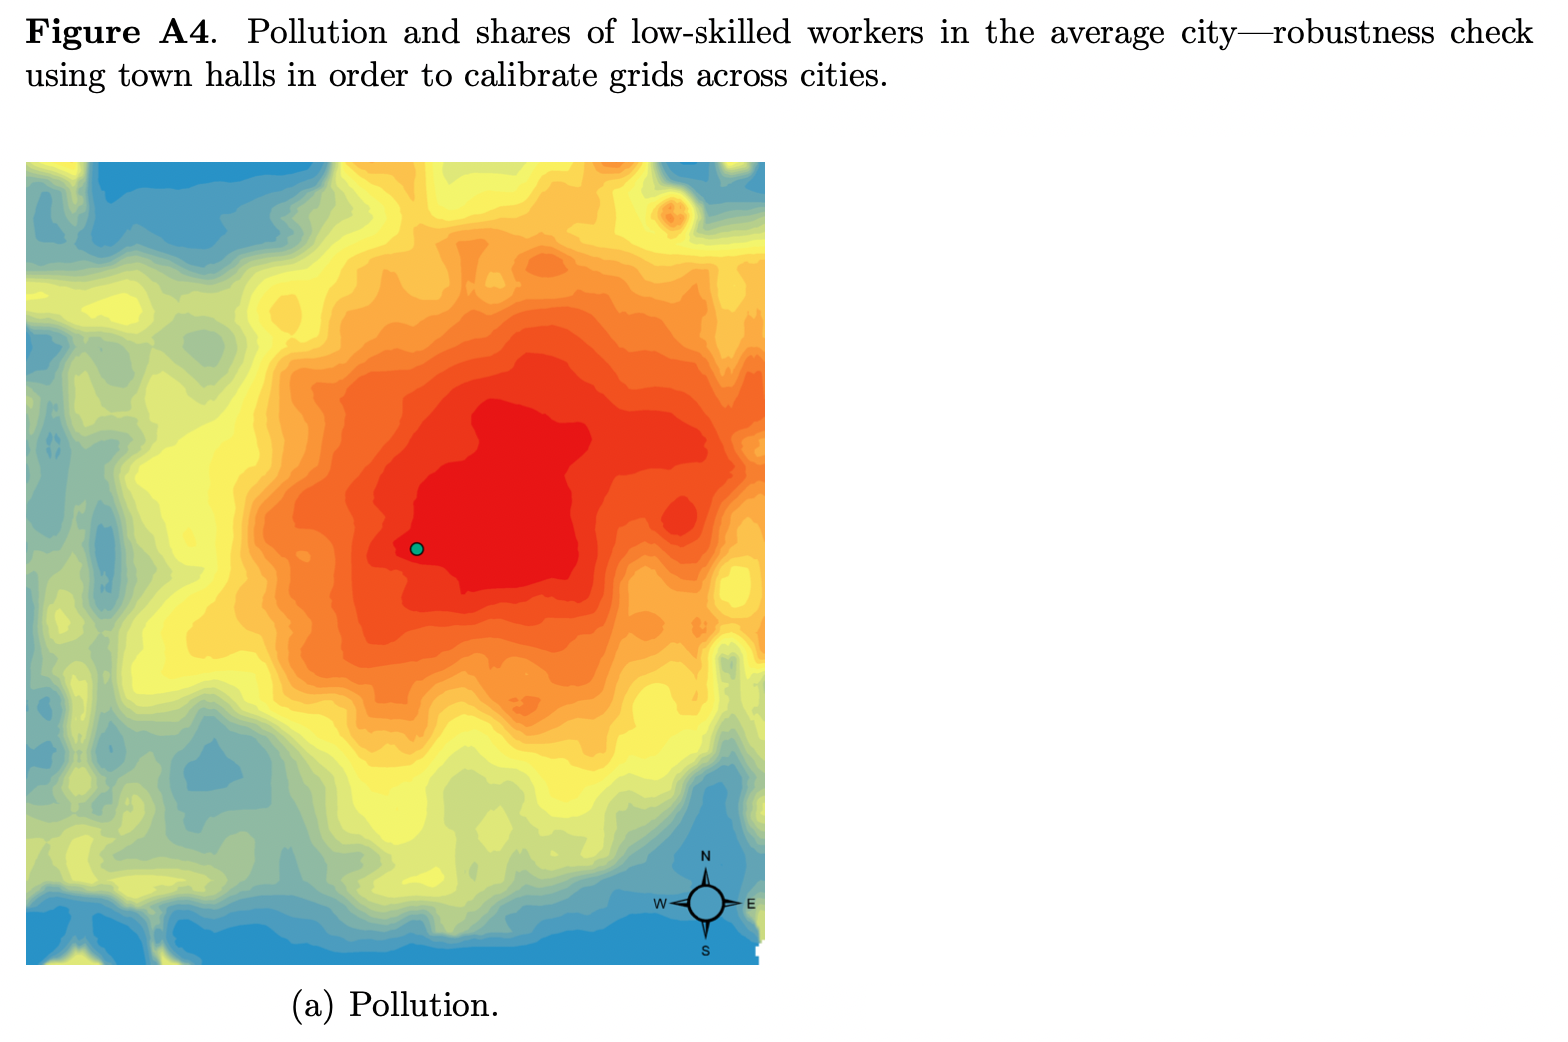 Figure A4. Pollution and shares of low-skilled workers in the average city—robustness check
using town halls in order to calibrate grids across cities.
N
W E
S
(a) Pollution.